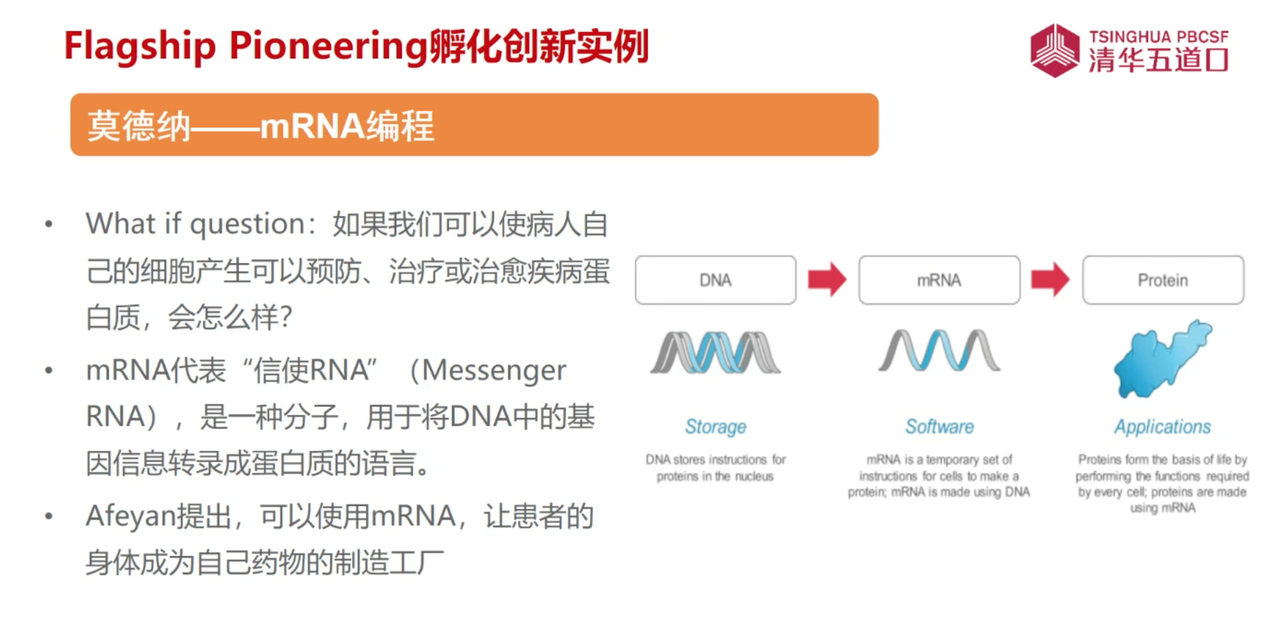 Flagship Pioneering孵化创新实例
TSINGHUA PBCSF
清华五道口
莫德纳——mRNA编程
• What if question：如果我们可以使病人自
己的细胞产生可以预防、治疗或治愈疾病蛋
白质，会怎么样？
• mRNA代表“信使RNA”（Messenger
RNA），是一种分子，用于将DNA中的基
因信息转录成蛋白质的语言。
• Afeyan提出，可以使用mRNA，让患者的
身体成为自己药物的制造工厂
DNA
mRNA
Protein
Storage
Software
Applications
DNA stores instructions for
proteins in the nucleus
mRNA is a temporary set of
instructions for cells to make a
protein; mRNA is made using DNA
Proteins form the basis of life by
performing the functions required
by every cell; proteins are made
using mRNA